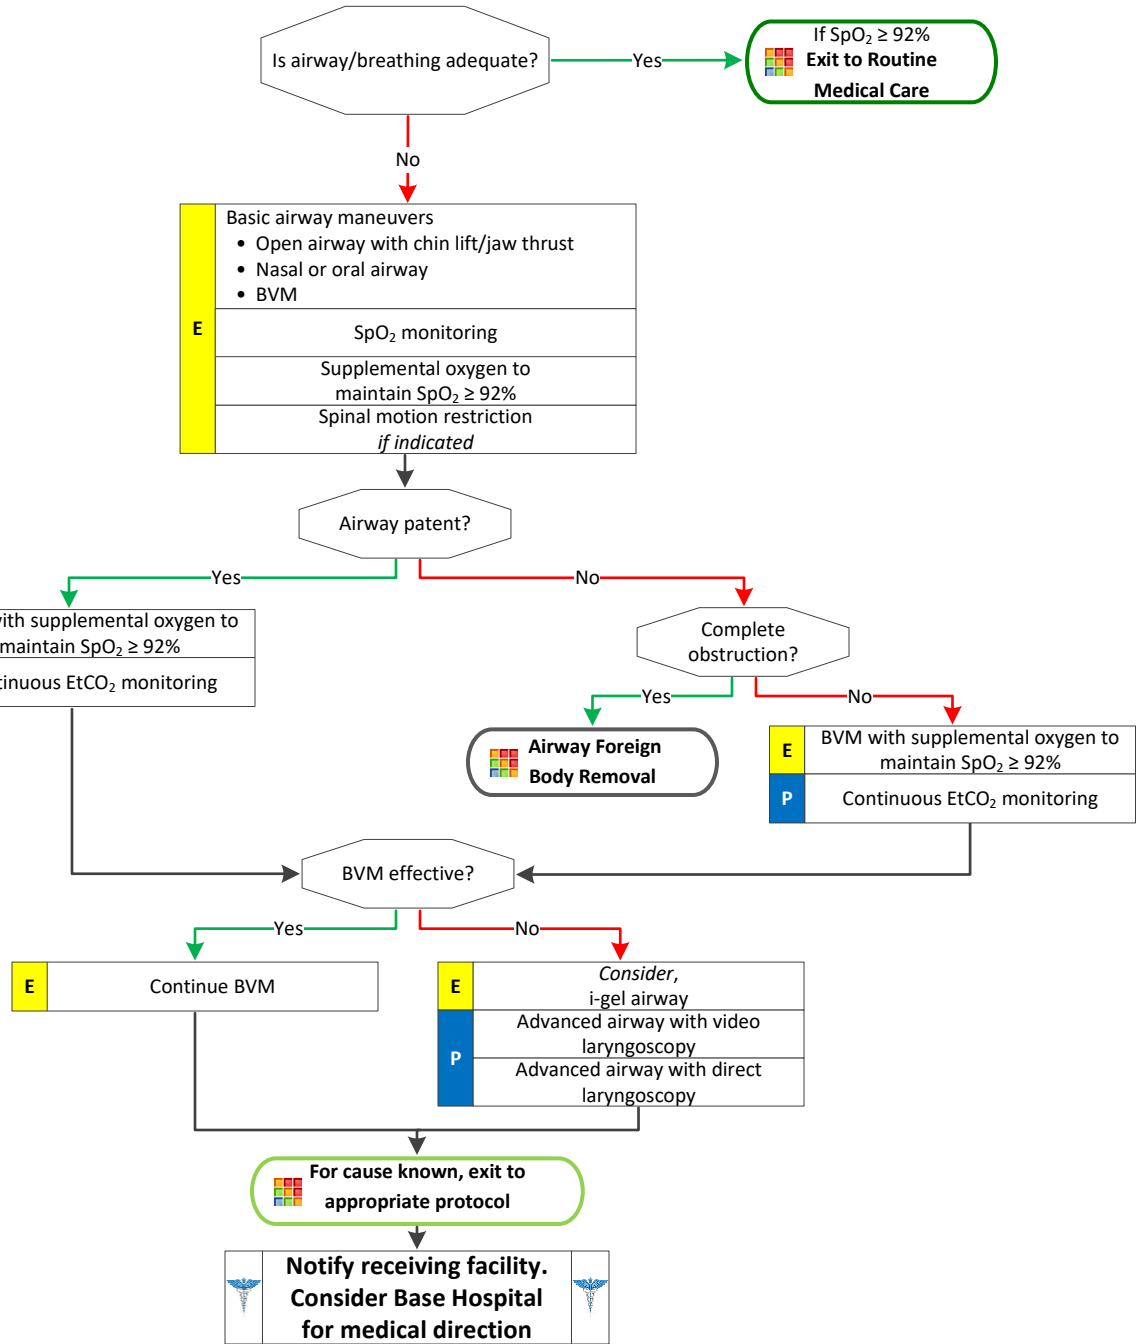 Is airway/breathing adequate?
Yes
If SpO₂ ≥ 92%
Exit to Routine
Medical Care
No
Basic airway maneuvers
• Open airway with chin lift/jaw thrust
• Nasal or oral airway
• BVM
E
SpO₂ monitoring
Supplemental oxygen to
maintain SpO₂ ≥ 92%
Spinal motion restriction
if indicated
Airway patent?
Yes
No
with supplemental oxygen to
maintain SpO₂ ≥ 92%
EtCO₂ monitoring
Complete
obstruction?
Yes
No
Airway Foreign
Body Removal
E
BVM with supplemental oxygen to
maintain SpO₂ ≥ 92%
P
Continuous EtCO₂ monitoring
BVM effective?
Yes
No
E
Continue BVM
E
Consider,
i-gel airway
P
Advanced airway with video
laryngoscopy
Advanced airway with direct
laryngoscopy
For cause known, exit to
appropriate protocol
Notify receiving facility.
Consider Base Hospital
for medical direction